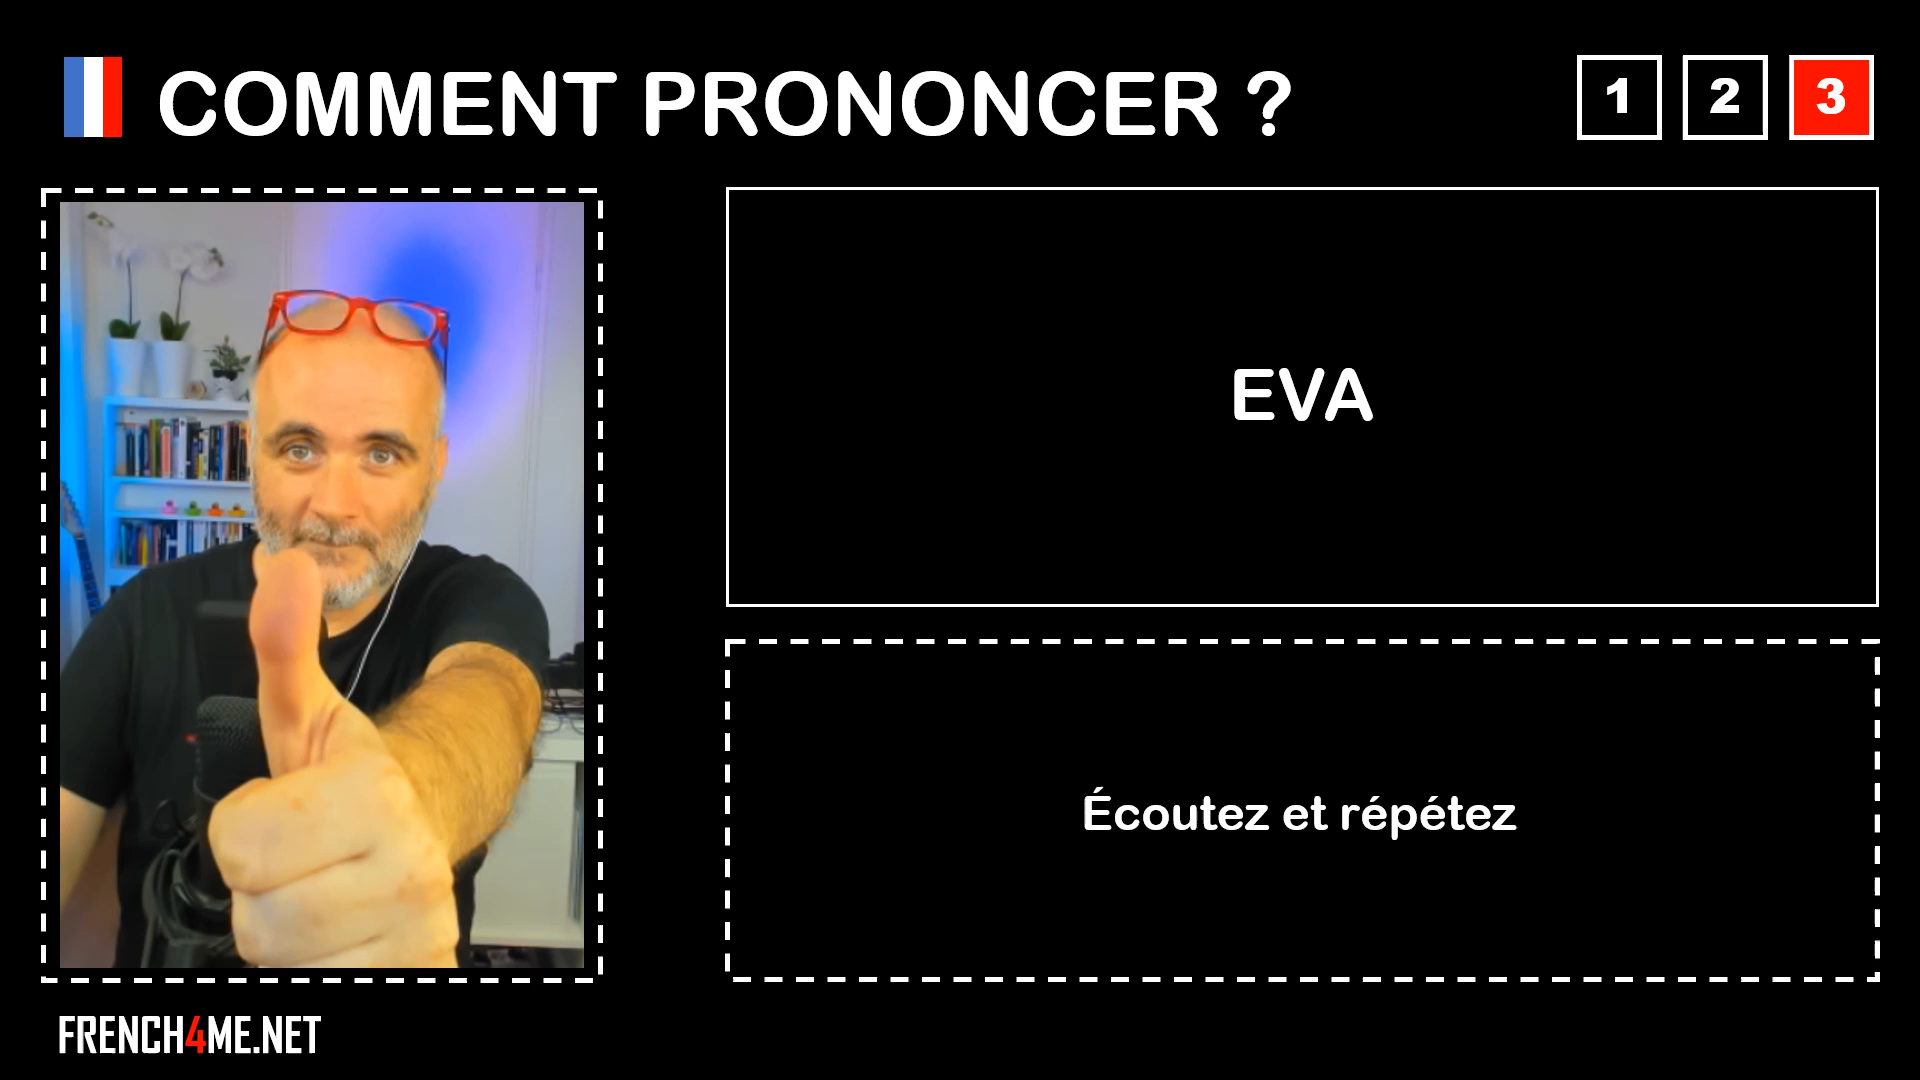 COMMENT PRONONCER ?
1 2 3
EVA
Écoutez et répétez
FRENCH4ME.NET